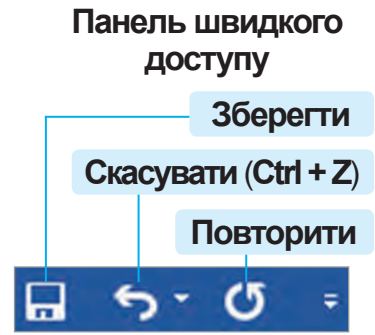 Панель швидкого
доступу
Зберегти
Скасувати (Ctrl + Z)
Повторити